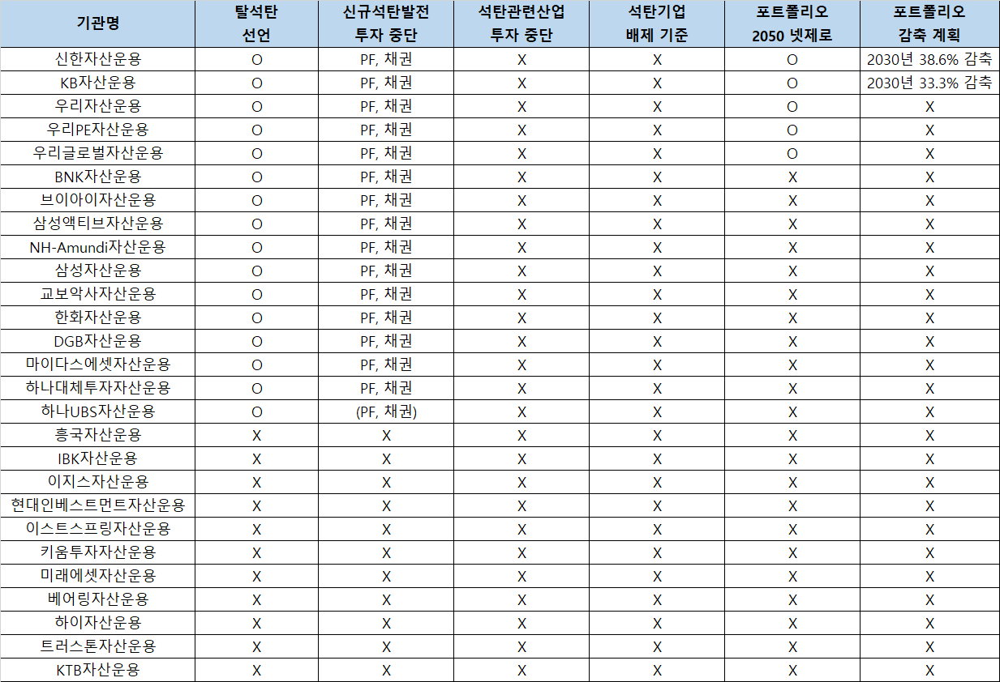 기관명 탈석탄 선언 신규석탄발전 투자 중단 석탄관련산업 투자 중단 석탄기업 배제 기준 포트폴리오 2050 넷제로 포트폴리오 감축 계획
신한자산운용 O PF, 채권 X X O 2030년 38.6% 감축
KB자산운용 O PF, 채권 X X O 2030년 33.3% 감축
우리자산운용 O PF, 채권 X X O X
우리PE자산운용 O PF, 채권 X X O X
우리글로벌자산운용 O PF, 채권 X X O X
BNK자산운용 O PF, 채권 X X X X
브이아이자산운용 O PF, 채권 X X X X
삼성액티브자산운용 O PF, 채권 X X X X
NH-Amundi자산운용 O PF, 채권 X X X X
삼성자산운용 O PF, 채권 X X X X
교보악사자산운용 O PF, 채권 X X X X
한화자산운용 O PF, 채권 X X X X
DGB자산운용 O PF, 채권 X X X X
마이다스에셋자산운용 O PF, 채권 X X X X
하나대체투자자산운용 O PF, 채권 X X X X
하나UBS자산운용 O (PF, 채권) X X X X
흥국자산운용 X X X X X X
IBK자산운용 X X X X X X
이지스자산운용 X X X X X X
현대인베스트먼트자산운용 X X X X X X
이스트스프링자산운용 X X X X X X
키움투자자산운용 X X X X X X
미래에셋자산운용 X X X X X X
베어링자산운용 X X X X X X
하이자산운용 X X X X X X
트러스톤자산운용 X X X X X X
KTB자산운용 X X X X X X